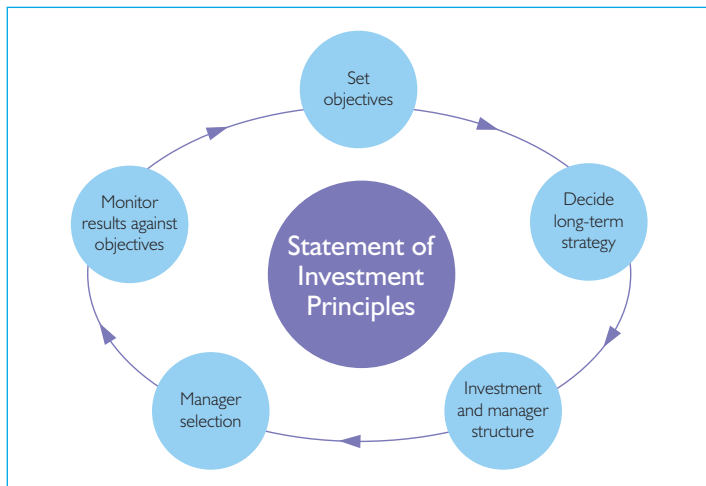 Set
objectives
Decide
long-term
strategy
Investment
and manager
structure
Manager
selection
Monitor
results against
objectives
Statement of
Investment
Principles